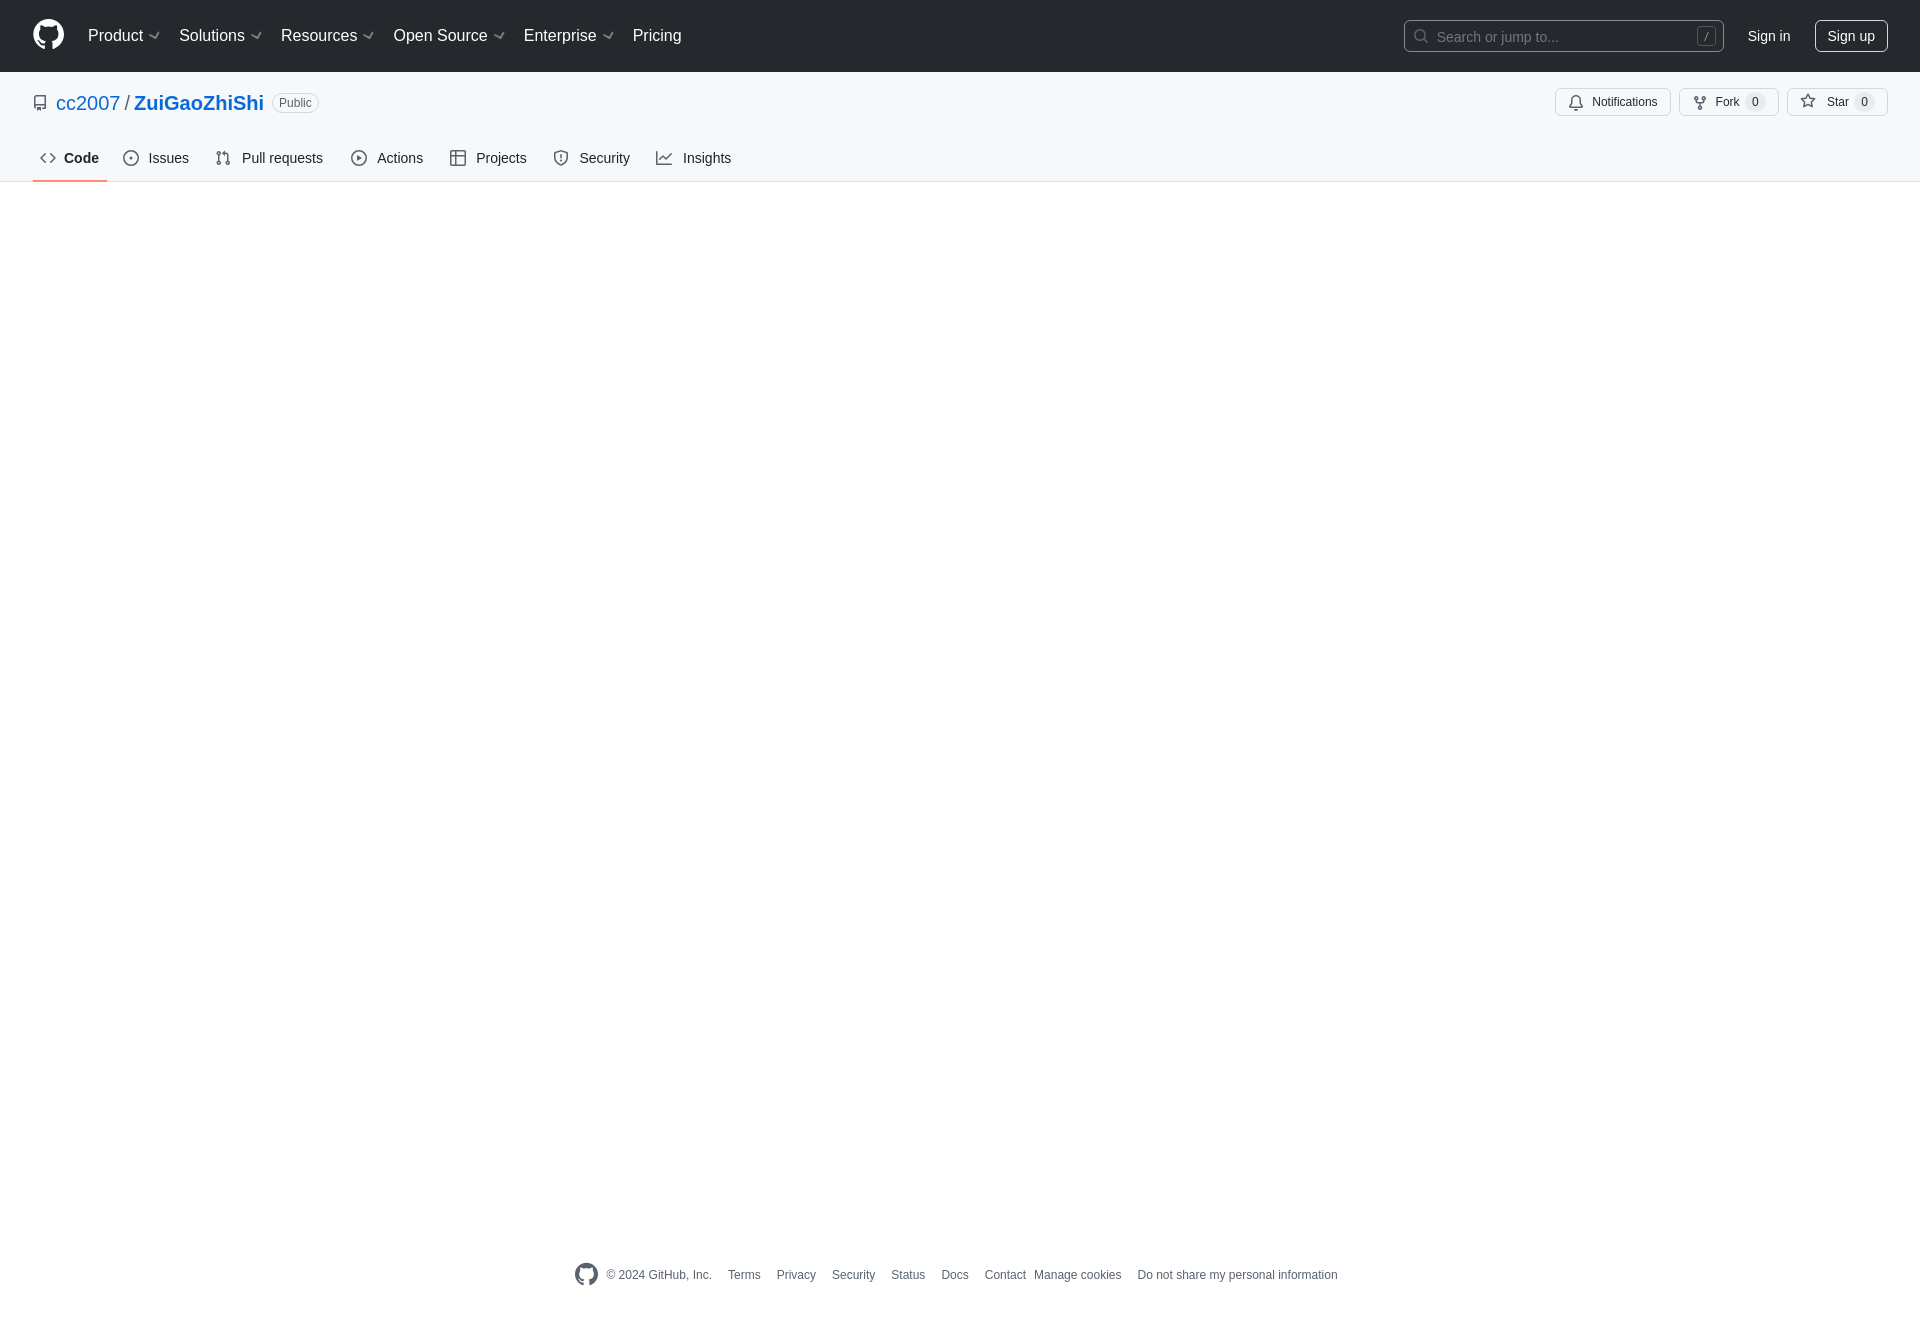 Product Solutions Resources Open Source Enterprise Pricing Search or jump to... / Sign in Sign up
cc2007 / ZuiGaoZhiShi Public Notifications Fork 0 Star 0
Code Issues Pull requests Actions Projects Security Insights
© 2024 GitHub, Inc. Terms Privacy Security Status Docs Contact Manage cookies Do not share my personal information